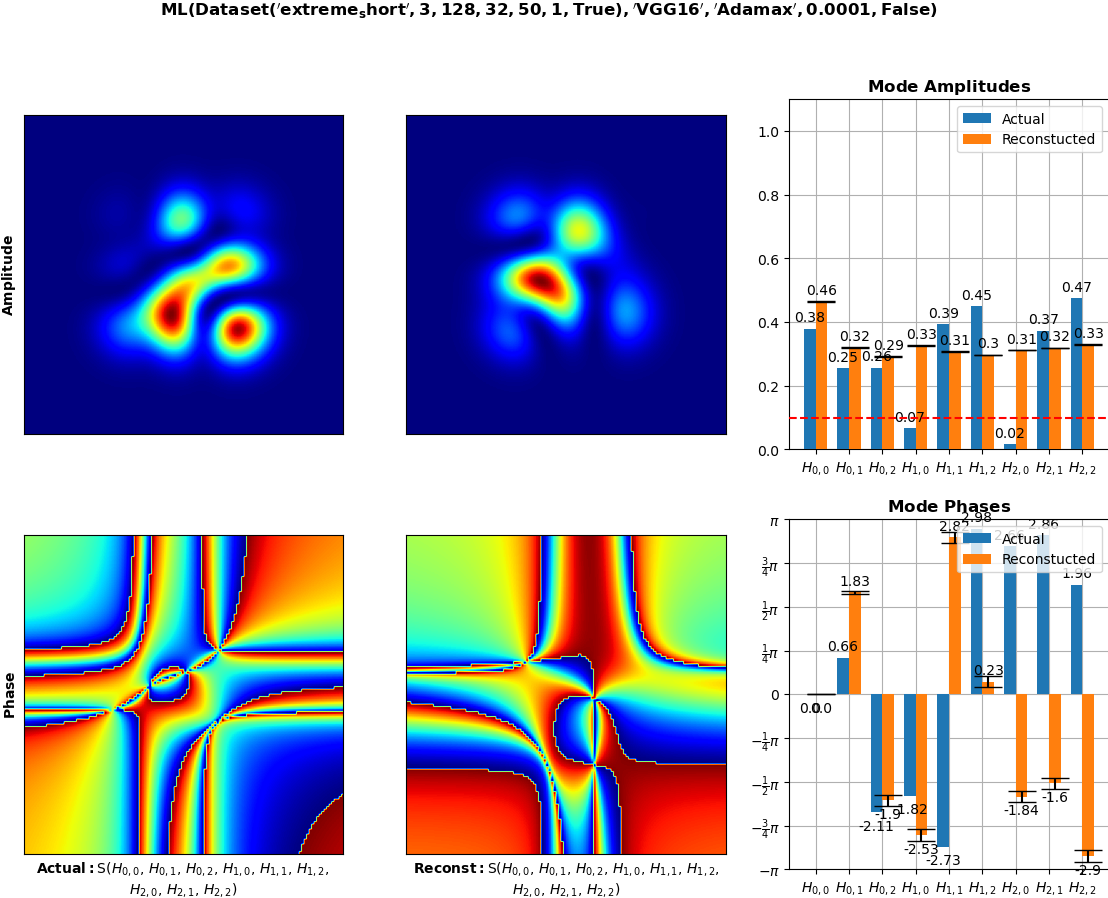 ML(Dataset('extreme_short', 3, 128, 32, 50, 1, True), 'VGG16', 'Adamax', 0.0001, False)
Amplitude
Mode Amplitudes
Actual
Reconstucted
1.0
0.8
0.6
0.4
0.2
0.0
0.38
0.46
0.25
0.32
0.26
0.29
0.07
0.33
0.39
0.31
0.45
0.3
0.02
0.31
0.37
0.32
0.47
0.33
H0,0 H0,1 H0,2 H1,0 H1,1 H1,2 H2,0 H2,1 H2,2
Phase
Actual: S(H0,0, H0,1, H0,2, H1,0, H1,1, H1,2,
H2,0, H2,1, H2,2)
Reconst: S(H0,0, H0,1, H0,2, H1,0, H1,1, H1,2,
H2,0, H2,1, H2,2)
Mode Phases
Actual
Reconstucted
π
3/4π
1/2π
1/4π
0
−1/4π
−1/2π
−3/4π
−π
0.0
0.0
0.66
1.83
-2.11
-1.9
-1.82
-2.53
-2.73
2.82
2.98
0.23
-1.84
2.86
-1.6
1.96
-2.9
H0,0 H0,1 H0,2 H1,0 H1,1 H1,2 H2,0 H2,1 H2,2